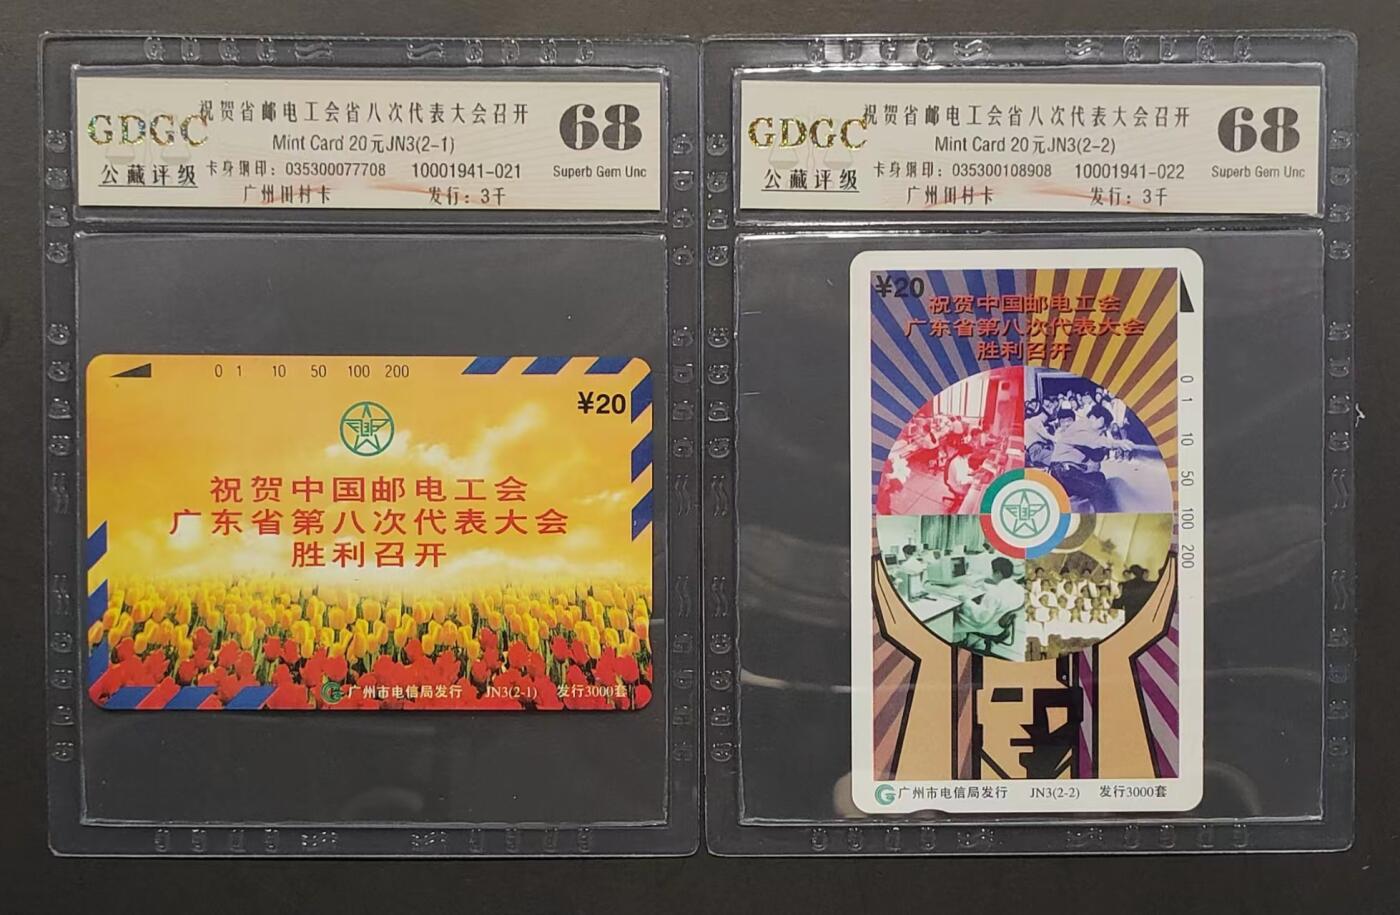 GDGC
公藏评级
祝贺省邮电工会省八次代表大会召开
Mint Card 20元JN3(2-1)
卡身钢印：035300077708 10001941-021
广州田村卡 发行：3千
68
Superb Gem Unc
0 1 10 50 100 200
¥20
祝贺中国邮电工会
广东省第八次代表大会
胜利召开
广州市电信局发行 JN3(2-1) 发行3000套
GDGC
公藏评级
祝贺省邮电工会省八次代表大会召开
Mint Card 20元JN3(2-2)
卡身钢印：035300108908 10001941-022
广州田村卡 发行：3千
68
Superb Gem Unc
¥20
祝贺中国邮电工会
广东省第八次代表大会
胜利召开
0 1 10 50 100 200
广州市电信局发行 JN3(2-2) 发行3000套